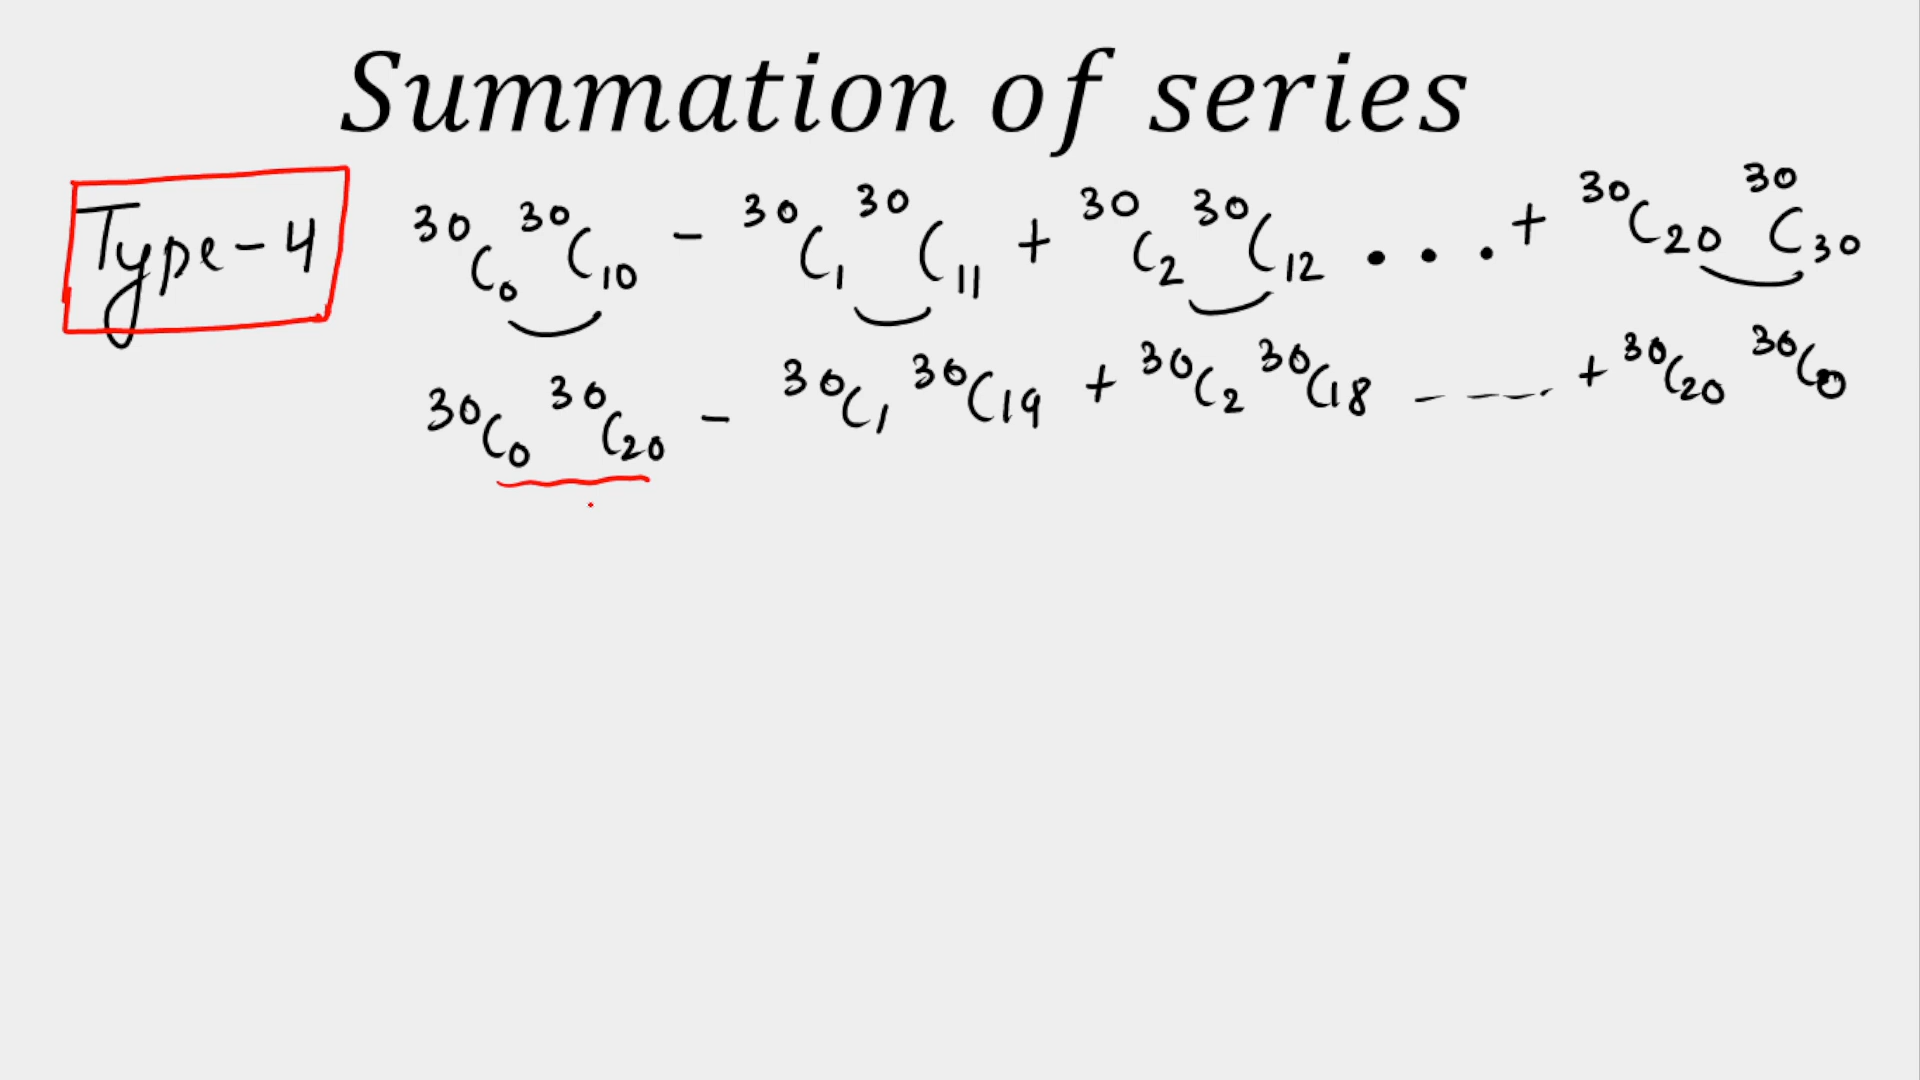 Summation of series
Type-4
³⁰C₀ ³⁰C₁₀ - ³⁰C₁ ³⁰C₁₁ + ³⁰C₂ ³⁰C₁₂ • • • + ³⁰C₂₀ ³⁰C₃₀
³⁰C₀ ³⁰C₂₀ - ³⁰C₁ ³⁰C₁₉ + ³⁰C₂ ³⁰C₁₈ ---- + ³⁰C₂₀ ³⁰C₀